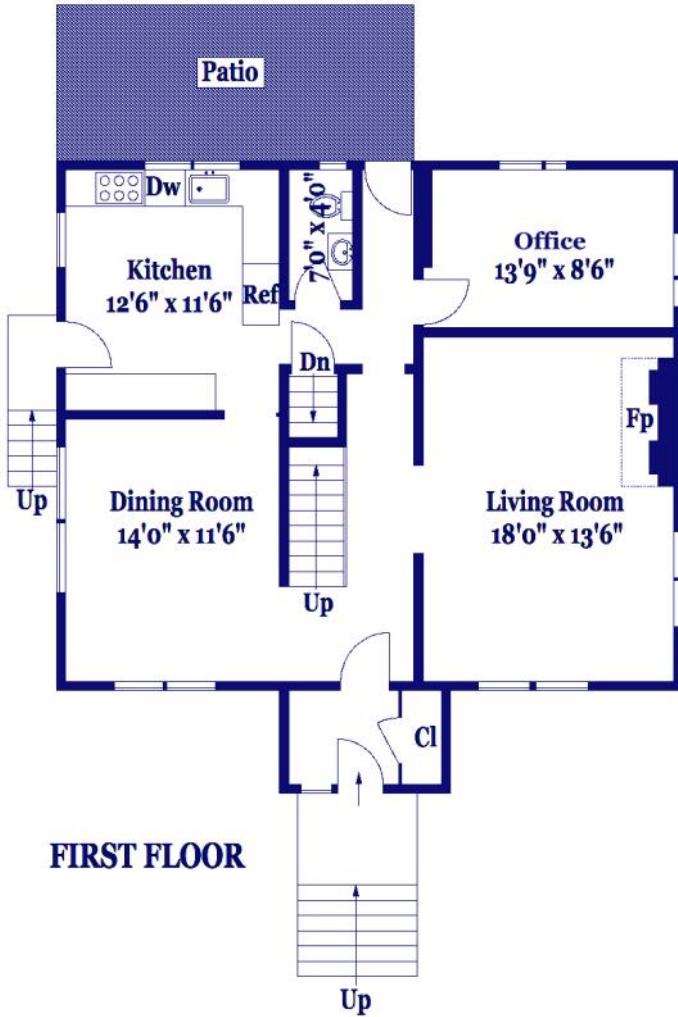 Patio
Dw
7'0" x 4'0"
Kitchen
12'6" x 11'6"
Ref
Office
13'9" x 8'6"
Dn
Fp
Up
Dining Room
14'0" x 11'6"
Living Room
18'0" x 13'6"
Up
Cl
FIRST FLOOR
Up